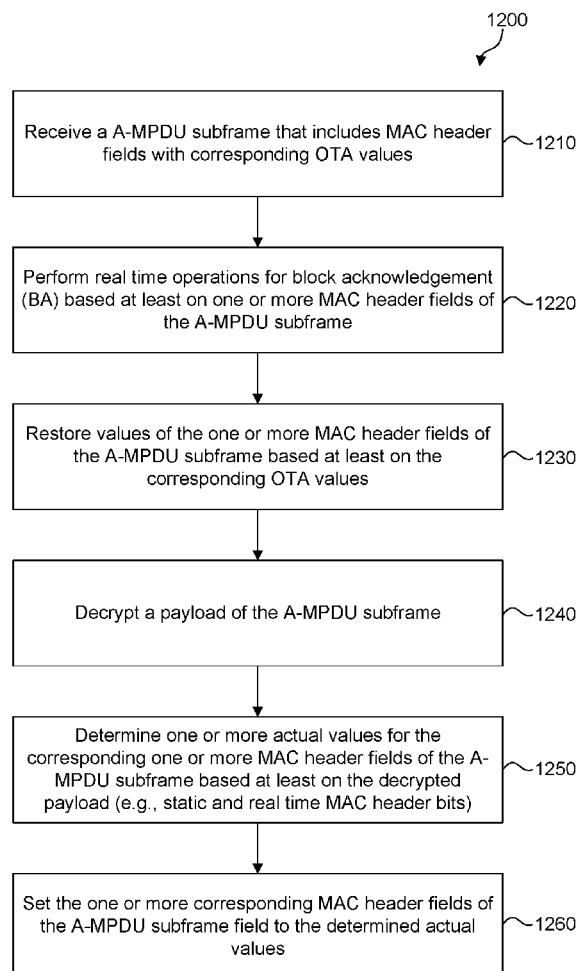 1200
Receive a A-MPDU subframe that includes MAC header
fields with corresponding OTA values
1210
Perform real time operations for block acknowledgement
(BA) based at least on one or more MAC header fields of
the A-MPDU subframe
1220
Restore values of the one or more MAC header fields of
the A-MPDU subframe based at least on the
corresponding OTA values
1230
Decrypt a payload of the A-MPDU subframe
1240
Determine one or more actual values for the
corresponding one or more MAC header fields of the A-
MPDU subframe based at least on the decrypted
payload (e.g., static and real time MAC header bits)
1250
Set the one or more corresponding MAC header fields of
the A-MPDU subframe field to the determined actual
values
1260